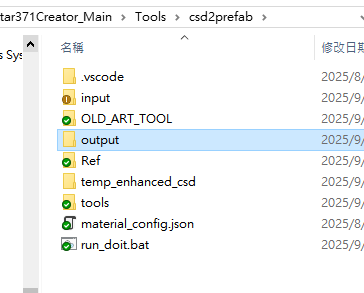 tar371Creator_Main > Tools > csd2prefab >
名稱 修改日期
s Sys
.vscode 2025/8/
input 2025/9/
OLD_ART_TOOL 2025/9/
output 2025/9/
Ref 2025/9/
temp_enhanced_csd 2025/9/
tools 2025/9/
material_config.json 2025/8/
run_doit.bat 2025/9/